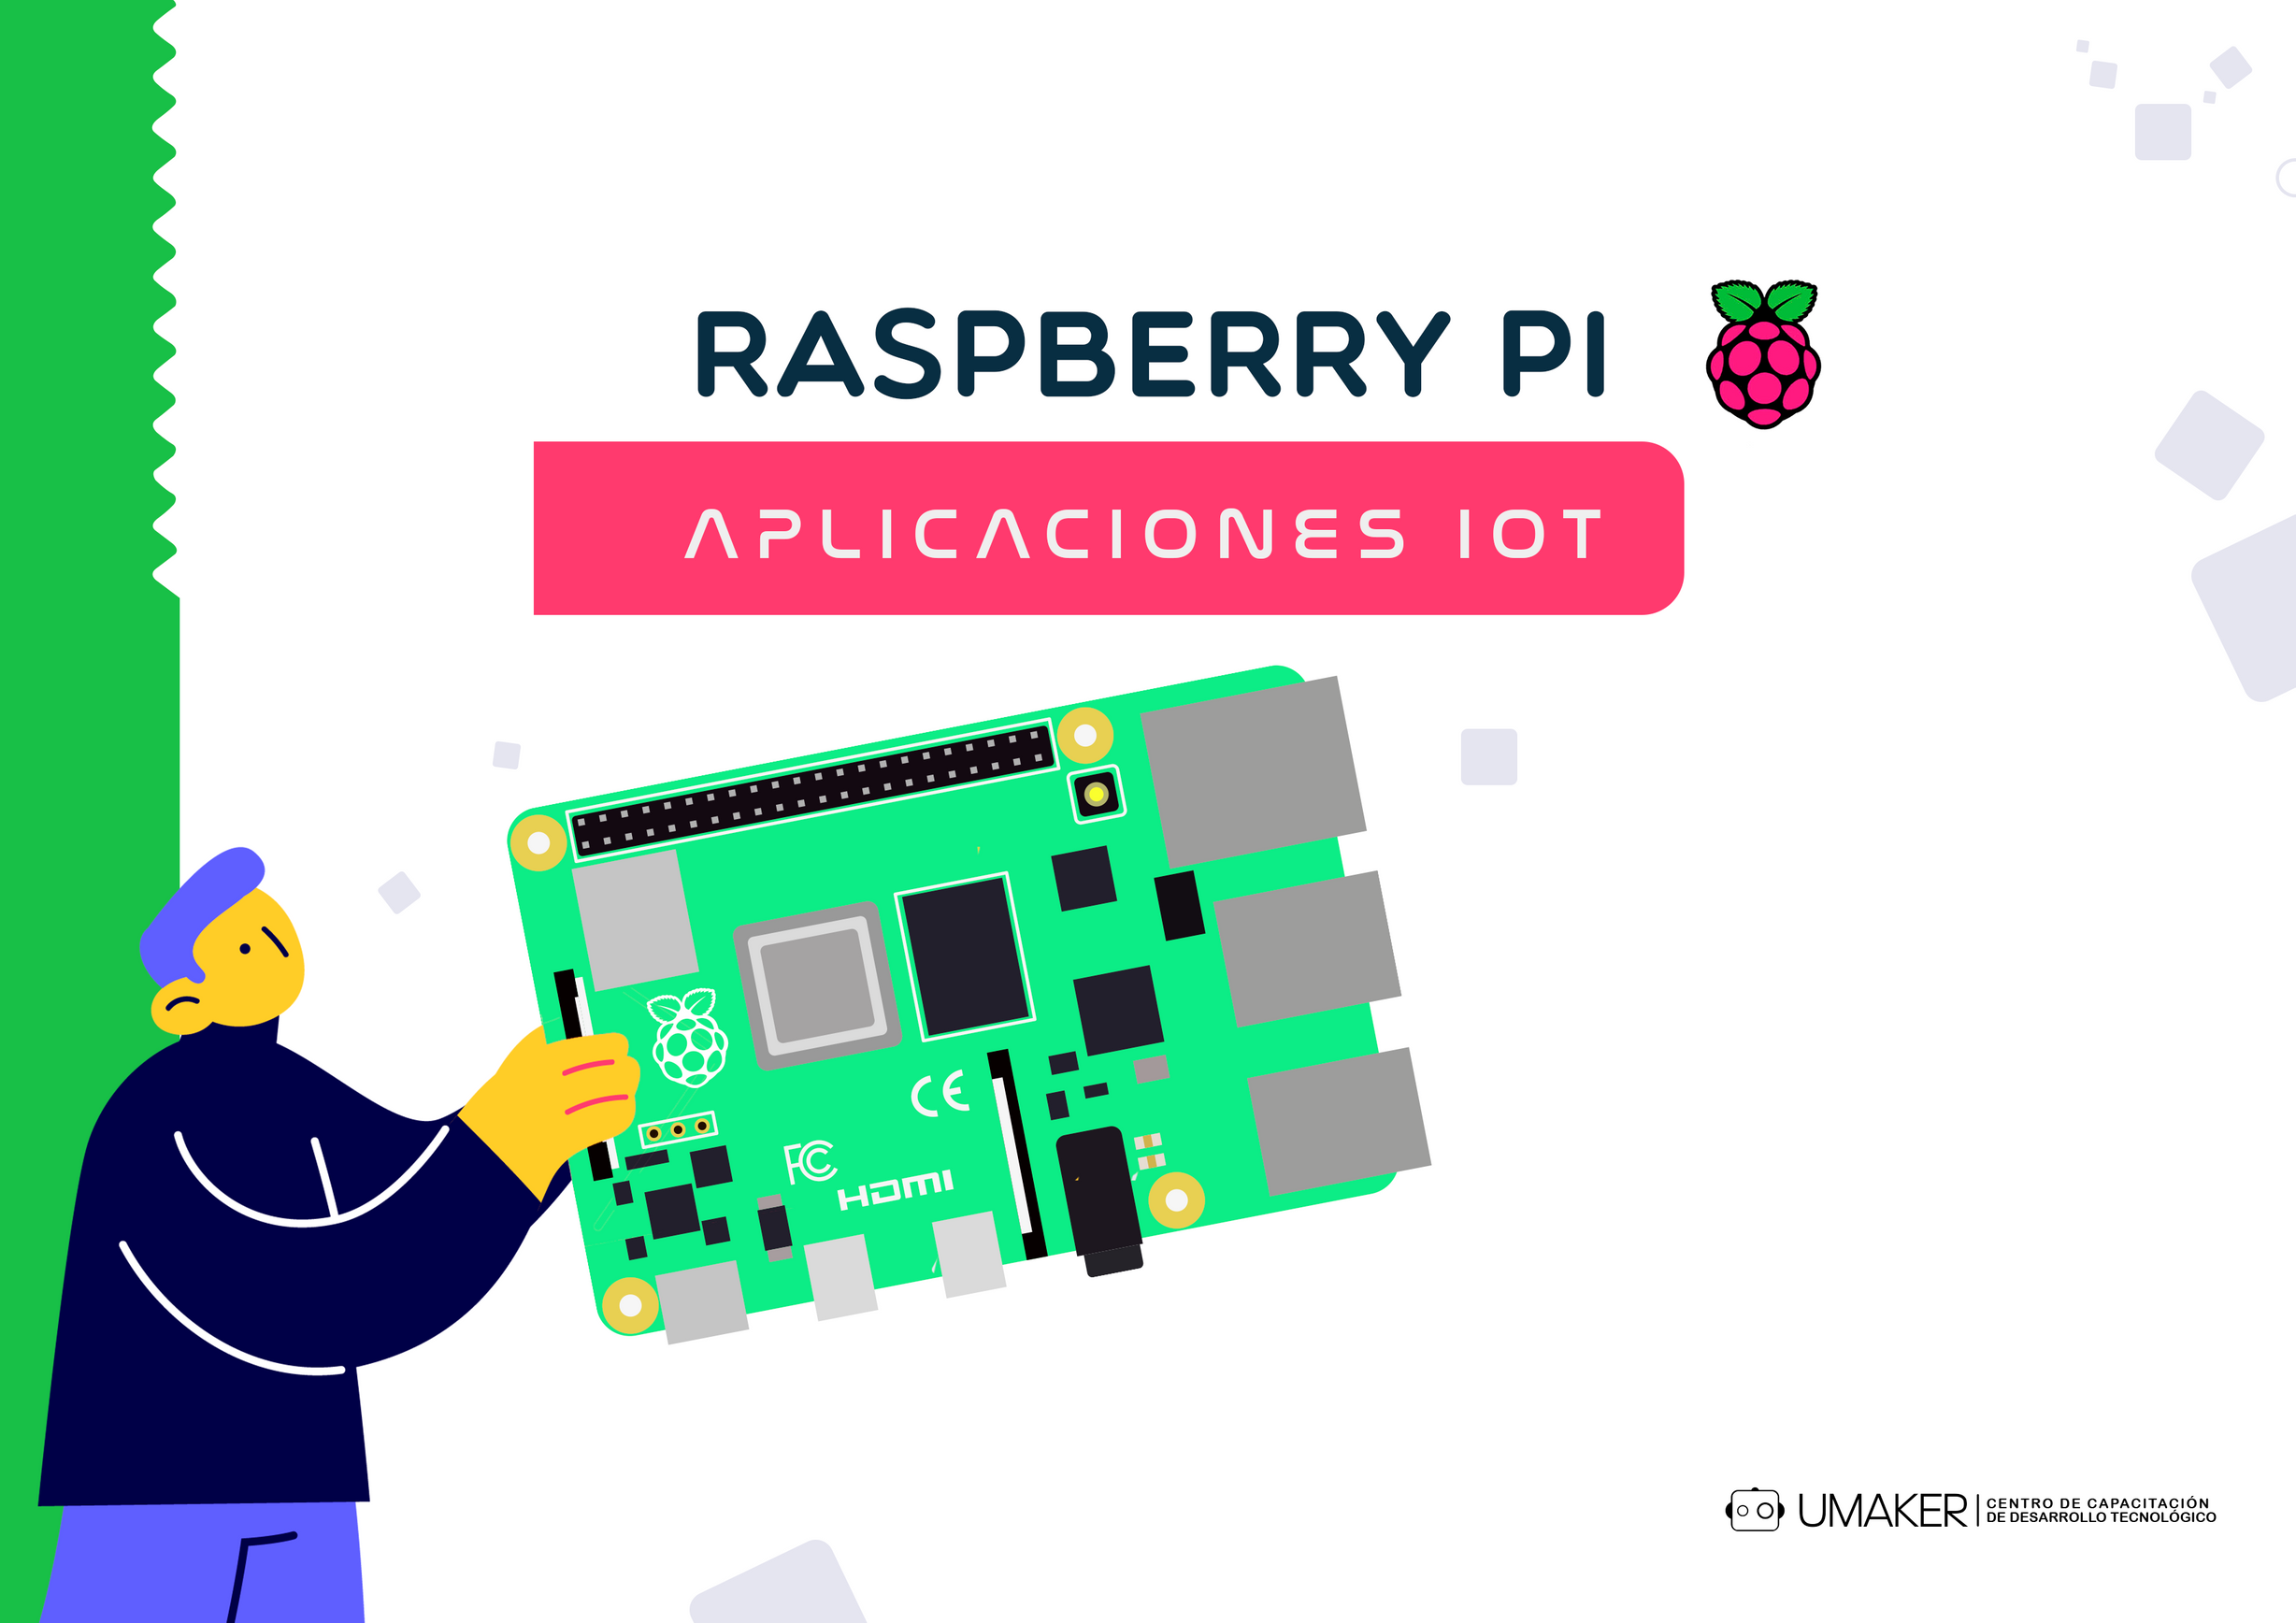 RASPBERRY PI
APLICACIONES IOT
CE
FC
HDMI
UMAKER
CENTRO DE CAPACITACIÓN
DE DESARROLLO TECNOLÓGICO